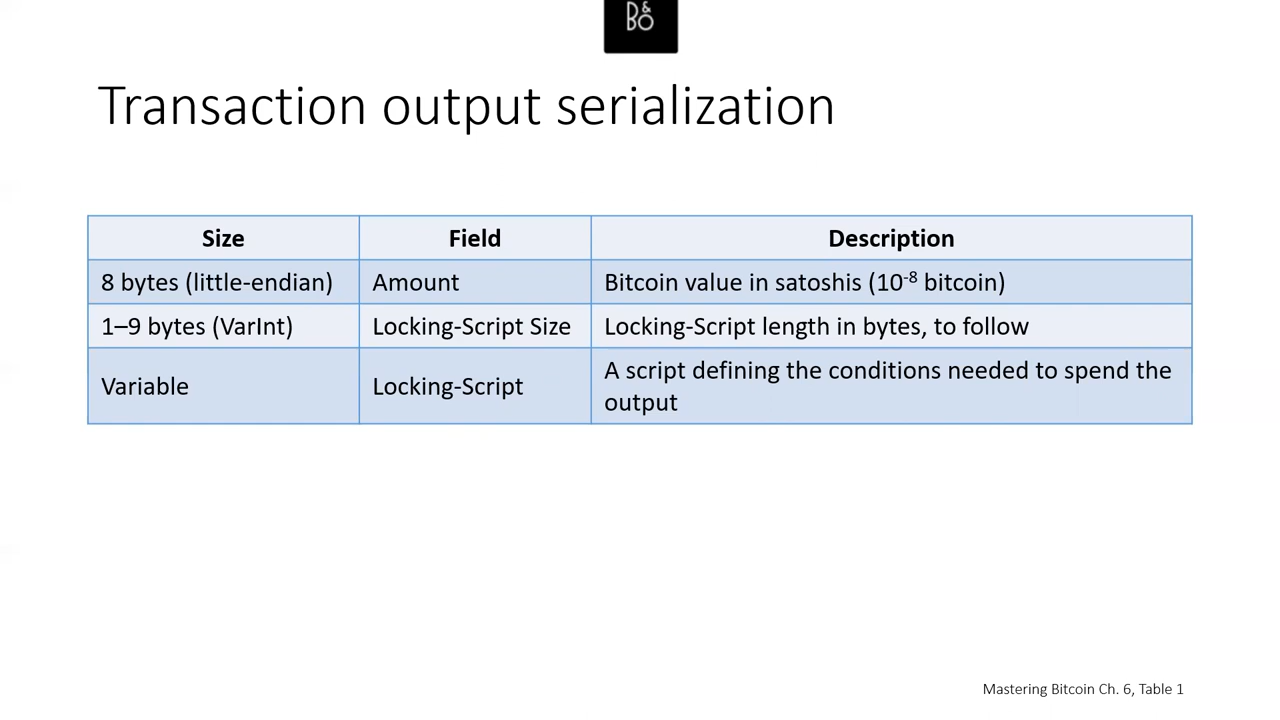 B&O
Transaction output serialization
Size Field Description
8 bytes (little-endian) Amount Bitcoin value in satoshis (10⁻⁸ bitcoin)
1–9 bytes (VarInt) Locking-Script Size Locking-Script length in bytes, to follow
Variable Locking-Script A script defining the conditions needed to spend the
output
Mastering Bitcoin Ch. 6, Table 1